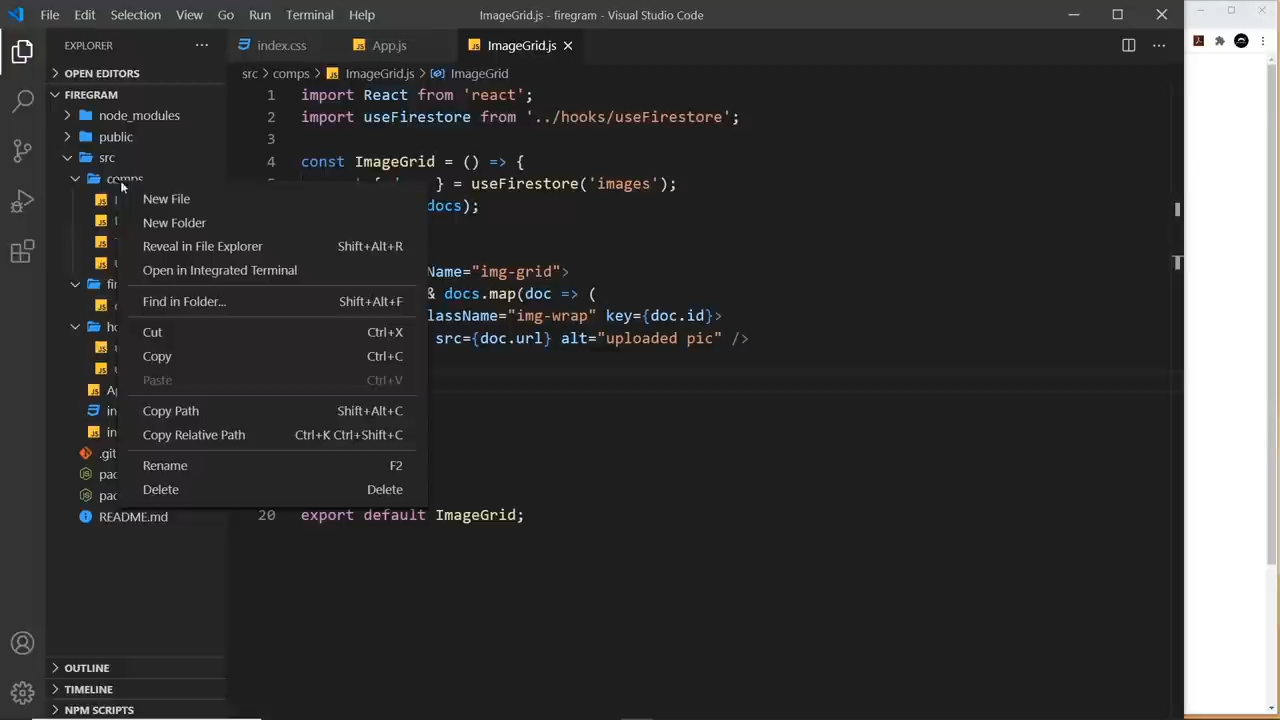 File Edit Selection View Go Run Terminal Help ImageGrid.js - firegram - Visual Studio Code
EXPLORER
index.css App.js ImageGrid.js
OPEN EDITORS
src > comps > ImageGrid.js > ImageGrid
FIREGRAM
node_modules
public
src
comps
README.md
OUTLINE
TIMELINE
NPM SCRIPTS
New File
New Folder
Reveal in File Explorer Shift+Alt+R
Open in Integrated Terminal
Find in Folder... Shift+Alt+F
Cut Ctrl+X
Copy Ctrl+C
Paste Ctrl+V
Copy Path Shift+Alt+C
Copy Relative Path Ctrl+K Ctrl+Shift+C
Rename F2
Delete Delete
1 import React from 'react';
2 import useFirestore from '../hooks/useFirestore';
3
4 const ImageGrid = () => {
} = useFirestore('images');
docs);
Name="img-grid">
& docs.map(doc => (
lassName="img-wrap" key={doc.id}>
src={doc.url} alt="uploaded pic" />
20 export default ImageGrid;